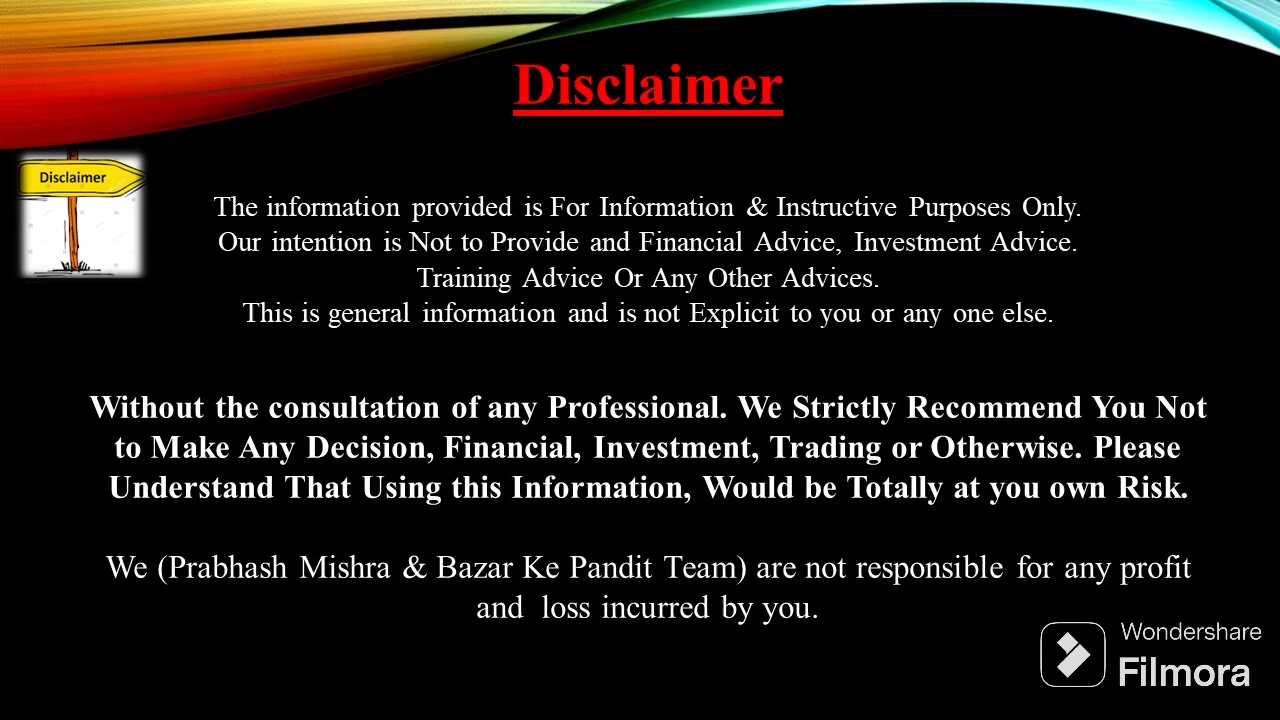 Disclaimer
Disclaimer
The information provided is For Information & Instructive Purposes Only.
Our intention is Not to Provide and Financial Advice, Investment Advice.
Training Advice Or Any Other Advices.
This is general information and is not Explicit to you or any one else.
Without the consultation of any Professional. We Strictly Recommend You Not
to Make Any Decision, Financial, Investment, Trading or Otherwise. Please
Understand That Using this Information, Would be Totally at you own Risk.
We (Prabhash Mishra & Bazar Ke Pandit Team) are not responsible for any profit
and loss incurred by you.
Wondershare
Filmora